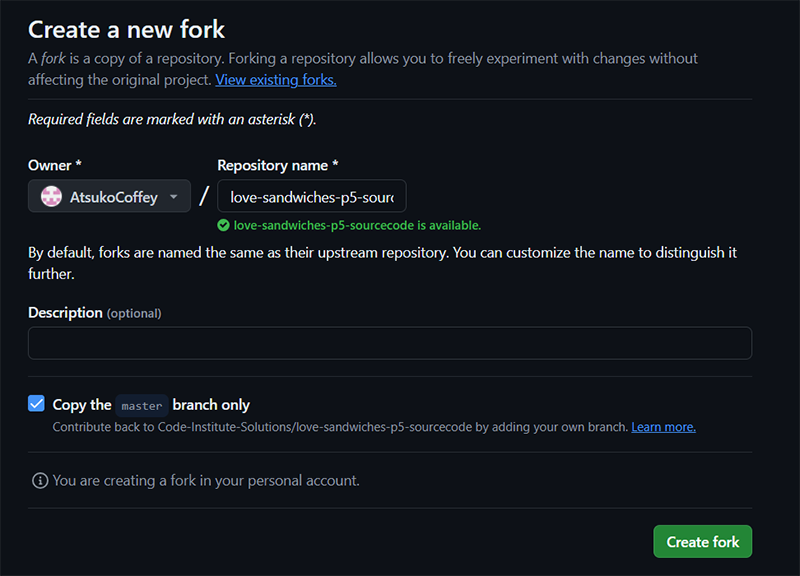 Create a new fork
A fork is a copy of a repository. Forking a repository allows you to freely experiment with changes without
affecting the original project. View existing forks.
Required fields are marked with an asterisk (*).
Owner *
Repository name *
AtsukoCoffey
/
love-sandwiches-p5-sourc
love-sandwiches-p5-sourcecode is available.
By default, forks are named the same as their upstream repository. You can customize the name to distinguish it
further.
Description (optional)
Copy the master branch only
Contribute back to Code-Institute-Solutions/love-sandwiches-p5-sourcecode by adding your own branch. Learn more.
You are creating a fork in your personal account.
Create fork